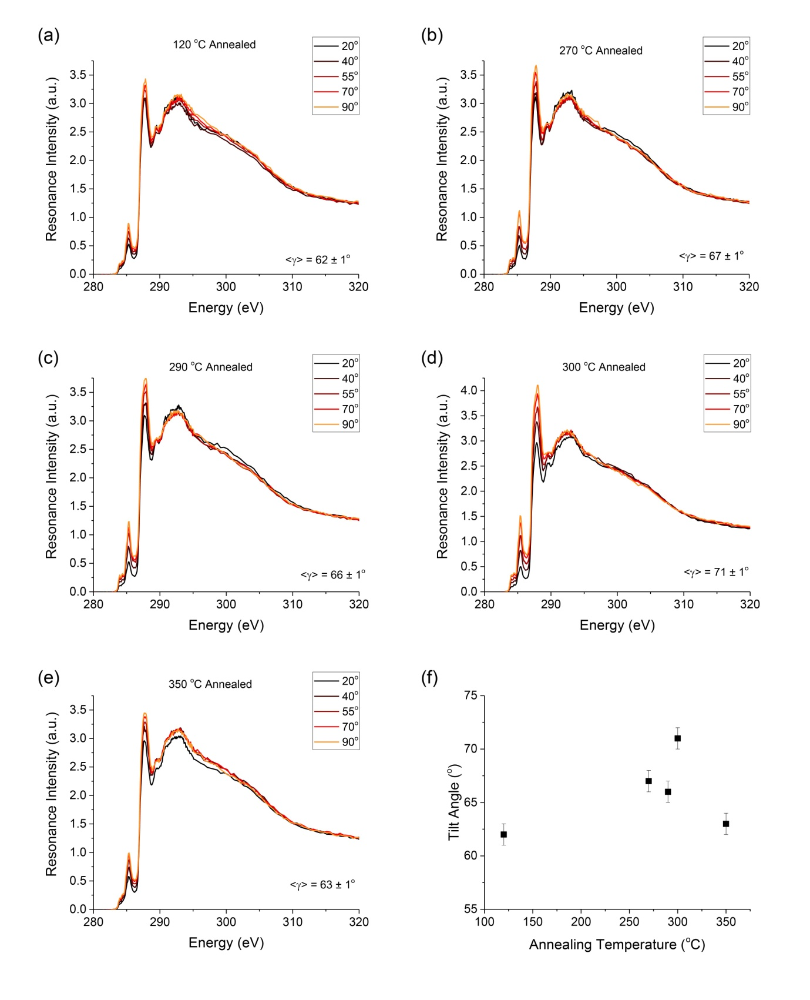 (a)
120 °C Annealed
20°
40°
55°
70°
90°
3.5
3.0
2.5
2.0
1.5
1.0
0.5
0.0
Resonance Intensity (a.u.)
<γ> = 62 ± 1°
280 290 300 310 320
Energy (eV)
(b)
270 °C Annealed
20°
40°
55°
70°
90°
3.5
3.0
2.5
2.0
1.5
1.0
0.5
0.0
Resonance Intensity (a.u.)
<γ> = 67 ± 1°
280 290 300 310 320
Energy (eV)
(c)
290 °C Annealed
20°
40°
55°
70°
90°
3.5
3.0
2.5
2.0
1.5
1.0
0.5
0.0
Resonance Intensity (a.u.)
<γ> = 66 ± 1°
280 290 300 310 320
Energy (eV)
(d)
300 °C Annealed
20°
40°
55°
70°
90°
4.0
3.5
3.0
2.5
2.0
1.5
1.0
0.5
0.0
Resonance Intensity (a.u.)
<γ> = 71 ± 1°
280 290 300 310 320
Energy (eV)
(e)
350 °C Annealed
20°
40°
55°
70°
90°
3.5
3.0
2.5
2.0
1.5
1.0
0.5
0.0
Resonance Intensity (a.u.)
<γ> = 63 ± 1°
280 290 300 310 320
Energy (eV)
(f)
75
70
65
60
55
Tilt Angle (°)
100 150 200 250 300 350
Annealing Temperature (°C)